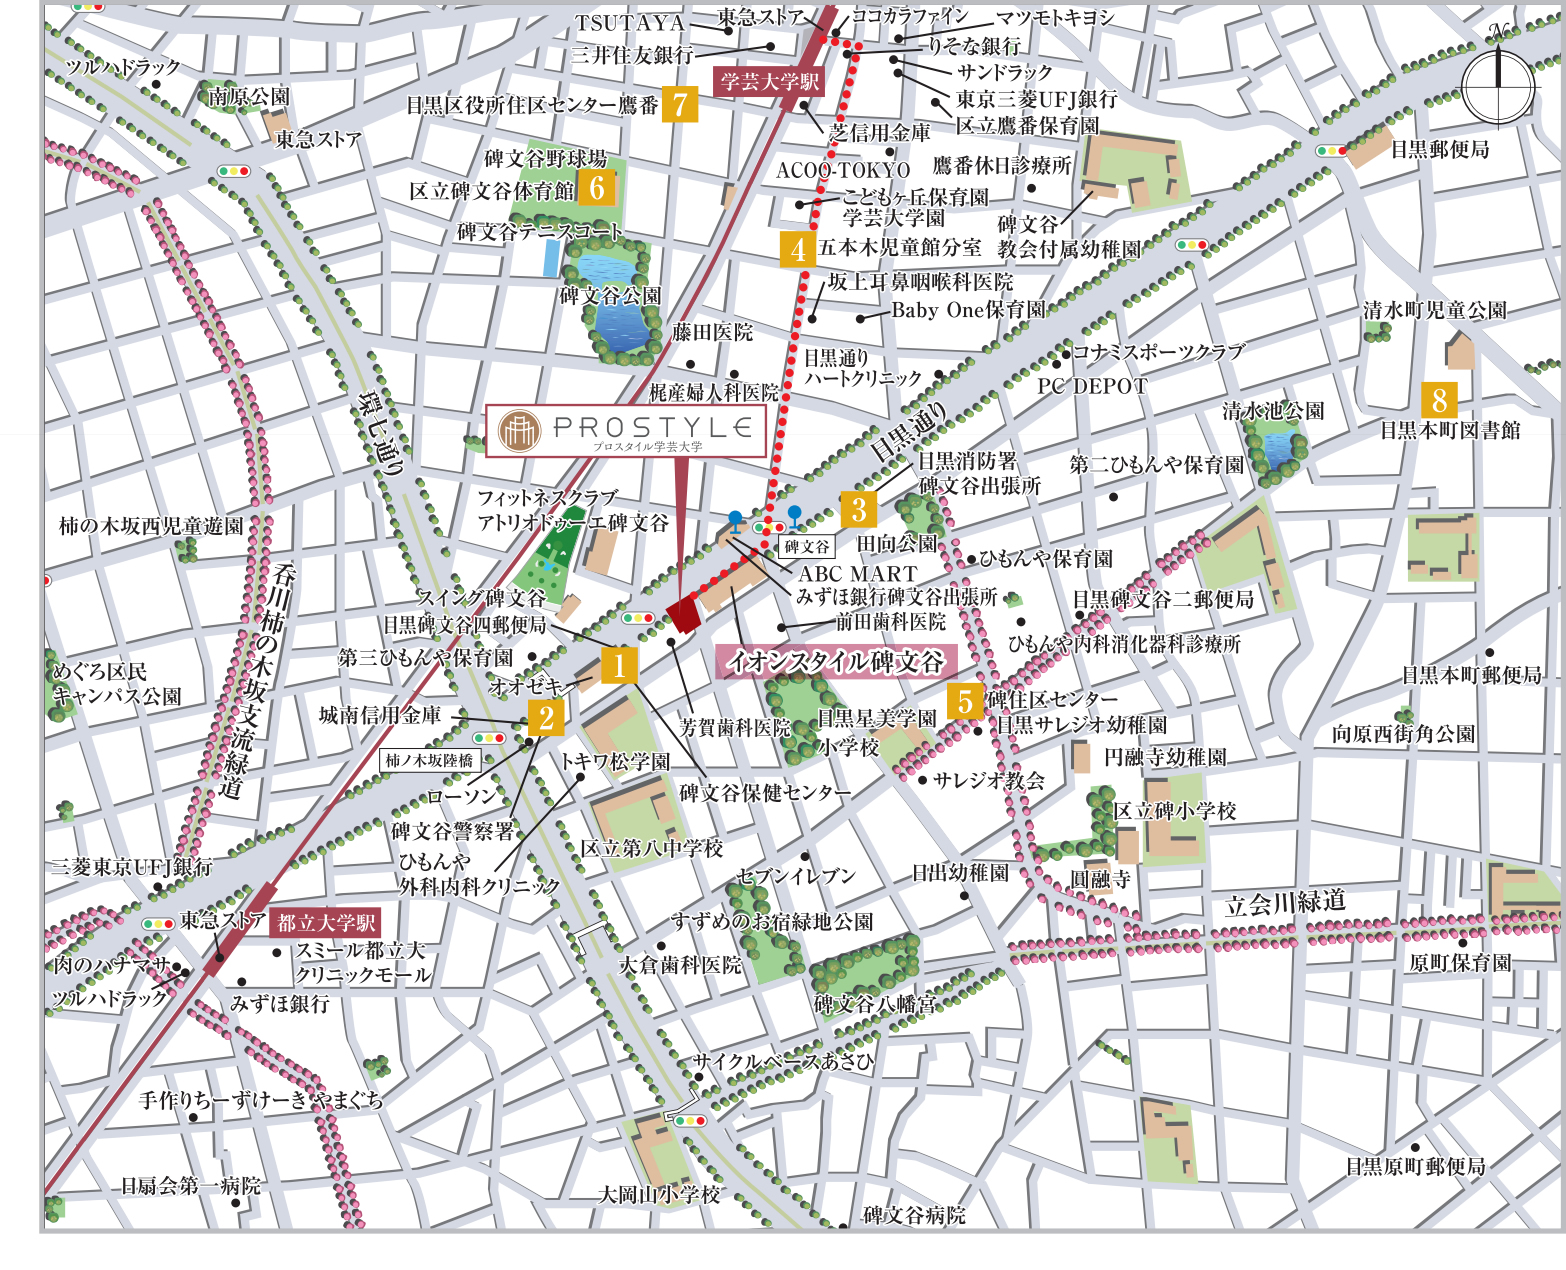 TSUTAYA
東急ストア
ココカラファイン
マツモトキヨシ
三井住友銀行
りそな銀行
サンドラック
N
ツルハドラック
学芸大学駅
南原公園
目黒区役所住区センター鷹番
7
東京三菱UFJ銀行
区立鷹番保育園
東急ストア
芝信用金庫
目黒郵便局
碑文谷野球場
ACOO-TOKYO
鷹番休日診療所
区立碑文谷体育館
6
こどもヶ丘保育園
学芸大学園
碑文谷テニスコート
碑文谷
教会付属幼稚園
4
五本木児童館分室
坂上耳鼻咽喉科医院
碑文谷公園
Baby One保育園
清水町児童公園
藤田医院
目黒通り
ハートクリニック
コナミスポーツクラブ
PC DEPOT
梶産婦人科医院
8
環七通り
PROSTYLE
プロスタイル学芸大学
目黒通り
清水池公園
目黒本町図書館
目黒消防署
碑文谷出張所
第二ひもんや保育園
フィットネスクラブ
アトリオドゥーエ碑文谷
3
柿の木坂西児童遊園
碑文谷
田向公園
ひもんや保育園
ABC MART
みずほ銀行碑文谷出張所
呑川柿の木坂支流緑道
スイング碑文谷
目黒碑文谷四郵便局
前田歯科医院
目黒碑文谷二郵便局
ひもんや内科消化器科診療所
第三ひもんや保育園
1
イオンスタイル碑文谷
めぐろ区民
キャンパス公園
オオゼキ
目黒本町郵便局
5
碑住区センター
城南信用金庫
2
芳賀歯科医院
目黒星美学園
小学校
目黒サレジオ幼稚園
向原西街角公園
柿ノ木坂陸橋
トキワ松学園
円融寺幼稚園
ローソン
碑文谷保健センター
サレジオ教会
区立碑小学校
碑文谷警察署
区立第八中学校
ひもんや
外科内科クリニック
三菱東京UFJ銀行
セブンイレブン
日出幼稚園
圓融寺
立会川緑道
東急ストア
都立大学駅
すずめのお宿緑地公園
スミール都立大
クリニックモール
肉のハナマサ
大倉歯科医院
原町保育園
ツルハドラック
みずほ銀行
碑文谷八幡宮
サイクルベースあさひ
手作りちーずけーき やまぐち
目黒原町郵便局
目扇会第一病院
大岡山小学校
碑文谷病院